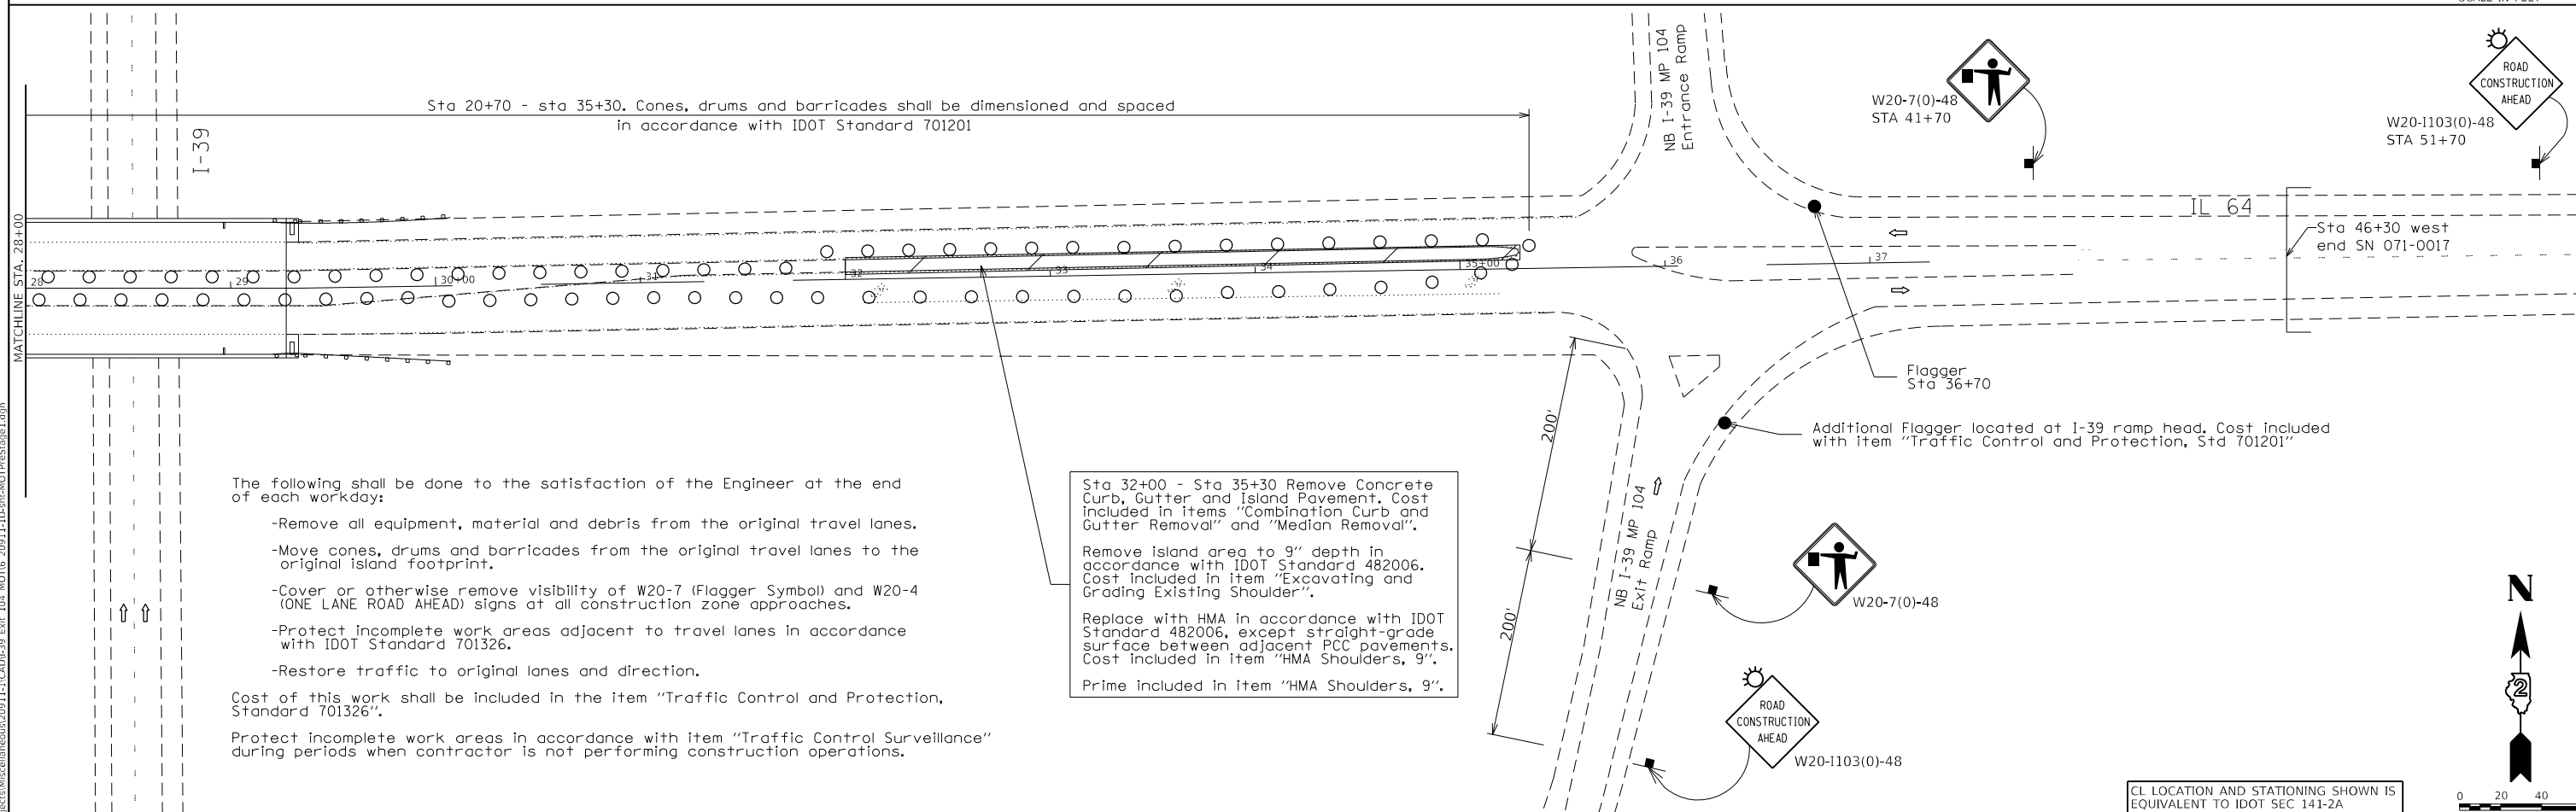 Sta 20+70 - sta 35+30. Cones, drums and barricades shall be dimensioned and spaced
in accordance with IDOT Standard 701201
I-39
MATCHLINE STA. 28+00
NB I-39 MP 104
Entrance Ramp
W20-7(O)-48
STA 41+70
ROAD
CONSTRUCTION
AHEAD
W20-I103(O)-48
STA 51+70
IL 64
Sta 46+30 west
end SN 071-0017
28
29
30+00
31
32
33
34
35+00
36
37
Flagger
Sta 36+70
Additional Flagger located at I-39 ramp head. Cost included
with item "Traffic Control and Protection, Std 701201"
200'
200'
NB I-39 MP 104
Exit Ramp
W20-7(O)-48
ROAD
CONSTRUCTION
AHEAD
W20-I103(O)-48
The following shall be done to the satisfaction of the Engineer at the end
of each workday:
-Remove all equipment, material and debris from the original travel lanes.
-Move cones, drums and barricades from the original travel lanes to the
original island footprint.
-Cover or otherwise remove visibility of W20-7 (Flagger Symbol) and W20-4
(ONE LANE ROAD AHEAD) signs at all construction zone approaches.
-Protect incomplete work areas adjacent to travel lanes in accordance
with IDOT Standard 701326.
-Restore traffic to original lanes and direction.
Cost of this work shall be included in the item "Traffic Control and Protection,
Standard 701326".
Protect incomplete work areas in accordance with item "Traffic Control Surveillance"
during periods when contractor is not performing construction operations.
Sta 32+00 - Sta 35+30 Remove Concrete
Curb, Gutter and Island Pavement. Cost
included in items "Combination Curb and
Gutter Removal" and "Median Removal".
Remove island area to 9" depth in
accordance with IDOT Standard 482006.
Cost included in item "Excavating and
Grading Existing Shoulder".
Replace with HMA in accordance with IDOT
Standard 482006, except straight-grade
surface between adjacent PCC pavements.
Cost included in item "HMA Shoulders, 9".
Prime included in item "HMA Shoulders, 9".
N
2
CL LOCATION AND STATIONING SHOWN IS
EQUIVALENT TO IDOT SEC 141-2A
0 20 40